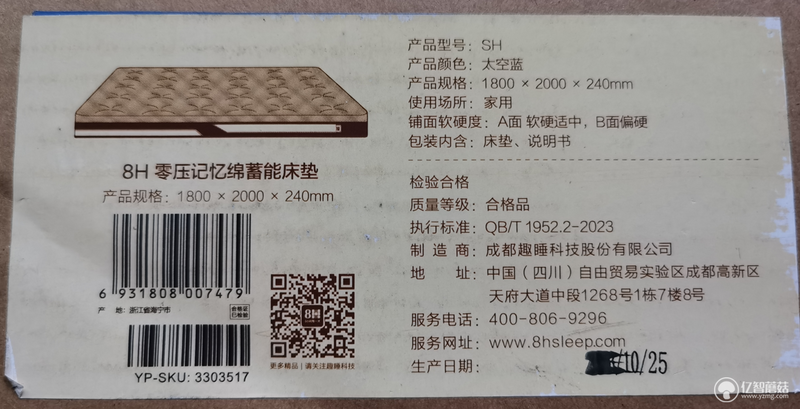 8H 零压记忆绵蓄能床垫
产品规格：1800 × 2000 × 240mm
6 931808 007479
产 地：浙江省海宁市
合格证
已检验
YP-SKU: 3303517
8H
更多精品 | 请关注趣睡科技
产品型号：SH
产品颜色：太空蓝
产品规格：1800 × 2000 × 240mm
使用场所：家用
铺面软硬度：A面 软硬适中，B面偏硬
包装内含：床垫、说明书
检验合格
质量等级：合格品
执行标准：QB/T 1952.2-2023
制 造 商：成都趣睡科技股份有限公司
地 址：中国（四川）自由贸易实验区成都高新区
天府大道中段1268号1栋7楼8号
服务电话：400-806-9296
服务网址：www.8hsleep.com
生产日期：/10/25
亿智蘑菇
www.yzmg.com